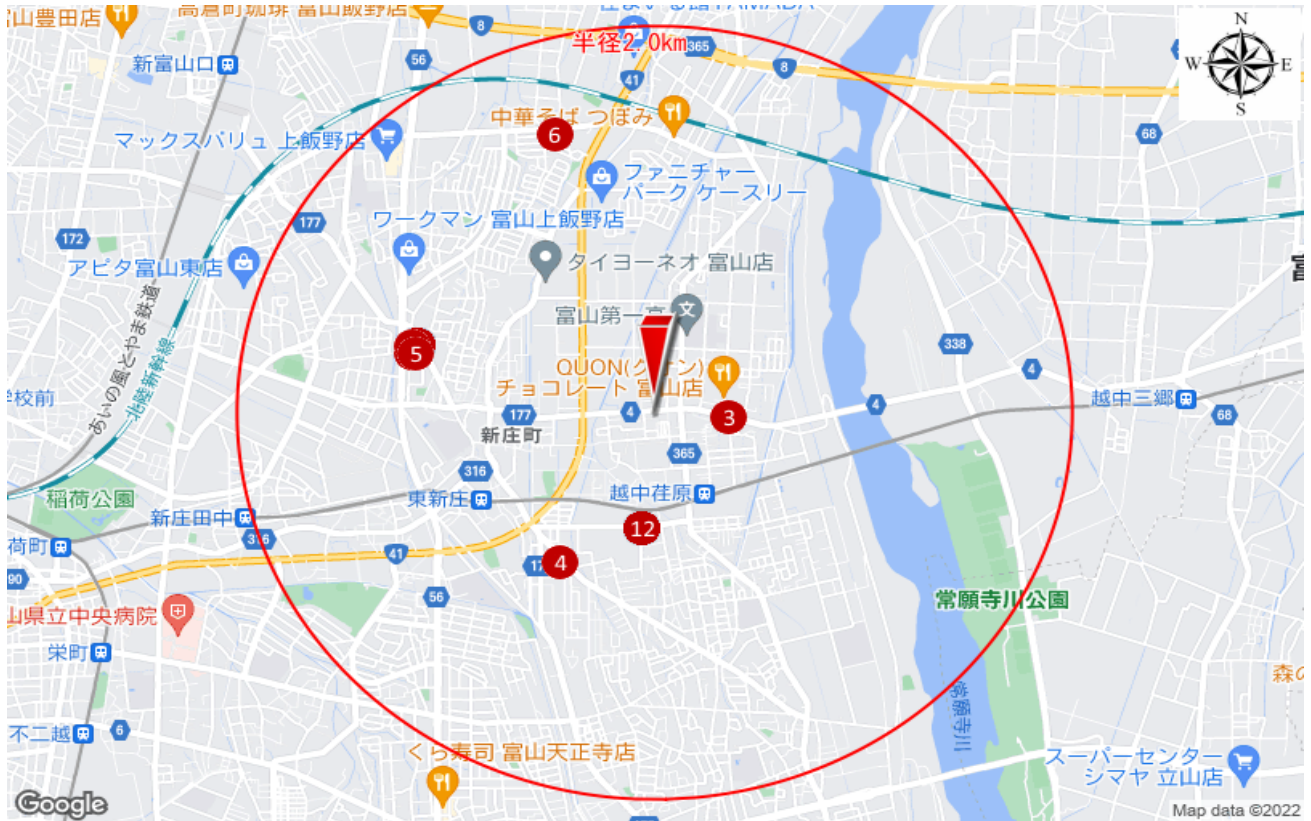 山豊田店
高倉町珈琲 富山飯野店
8
365
半径2.0km
N
W
E
S
新富山口
56
41
8
中華そば つぼみ
6
マックスバリュ 上飯野店
68
ファニチャー
パーク ケースリー
177
ワークマン 富山上飯野店
172
アピタ富山東店
タイヨーネオ 富山店
富
富山第一高
文
あいの風とやま鉄道
北陸新幹線
5
338
QUON(クオン)
チョコレート 富山店
4
学校前
177
4
3
4
越中三郷
68
新庄町
365
316
稲荷公園
東新庄
越中荏原
新庄田中
316
12
荷町
41
4
90
56
山県立中央病院
常願寺川公園
栄町
森の
不二越
6
常願寺川
くら寿司 富山天正寺店
スーパーセンター
シマヤ 立山店
Google
Map data ©2022